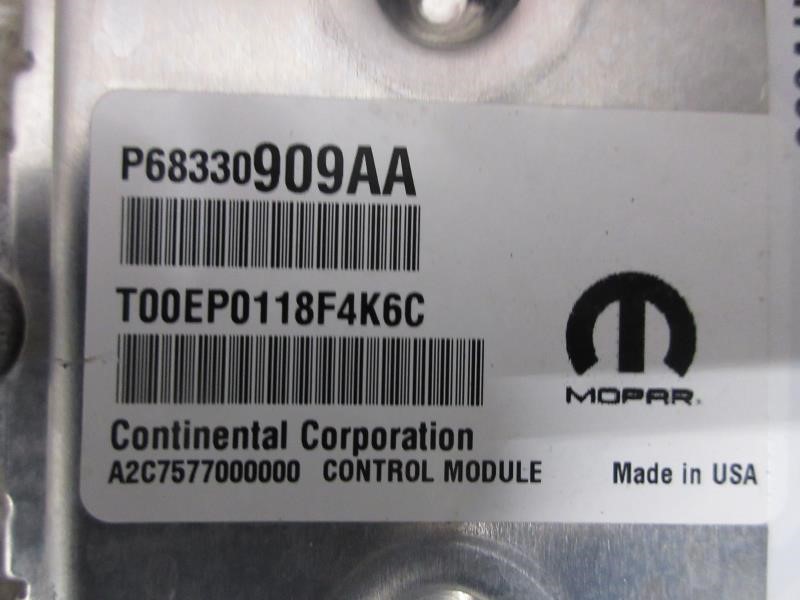 P68330909AA
T00EP0118F4K6C
MOPAR.
Continental Corporation
A2C7577000000 CONTROL MODULE Made in USA